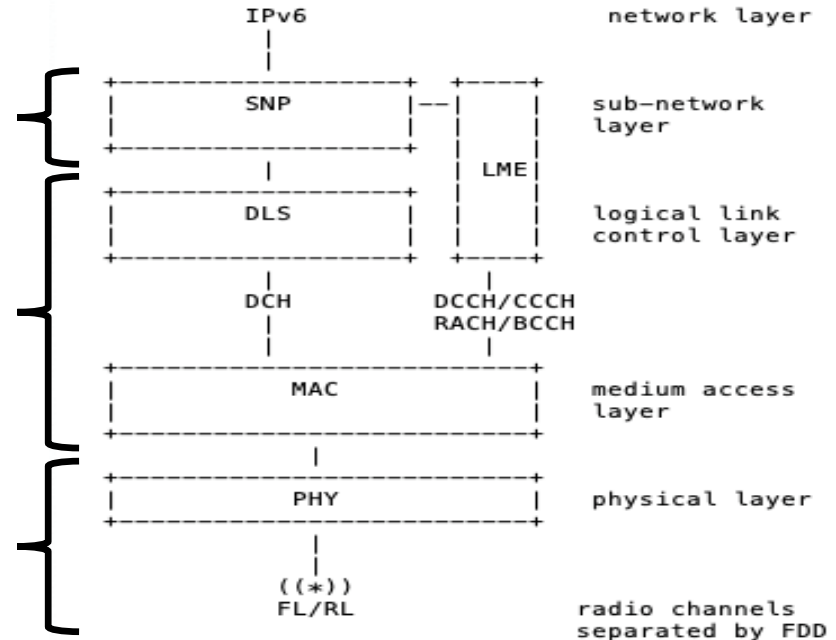 IPv6 network layer
SNP sub-network
layer
LME
DLS logical link
control layer
DCH DCCH/CCCH
RACH/BCCH
MAC medium access
layer
PHY physical layer
((*))
FL/RL radio channels
separated by FDD